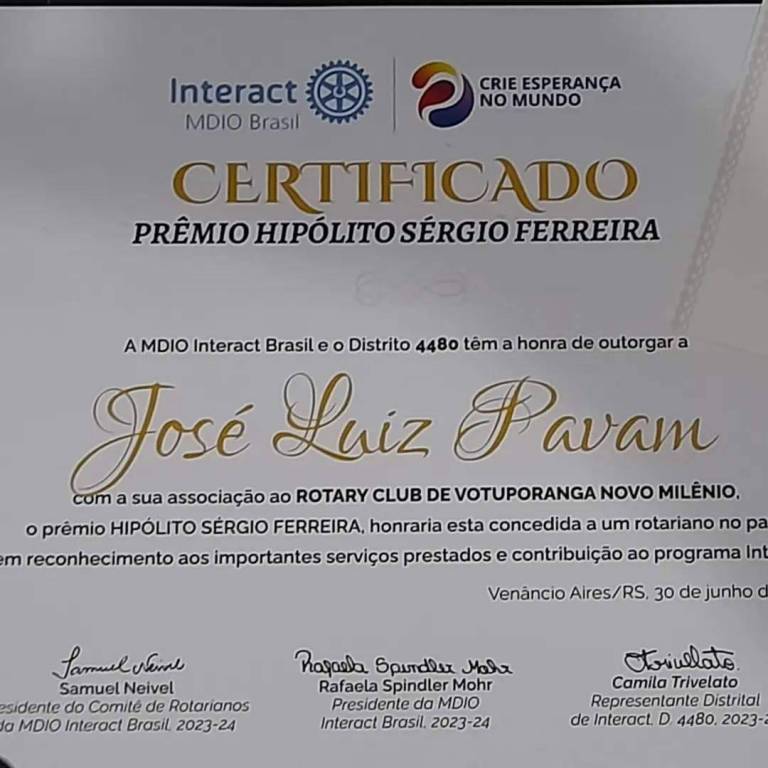 Interact
MDIO Brasil
CRIE ESPERANÇA
NO MUNDO
CERTIFICADO
PRÊMIO HIPÓLITO SÉRGIO FERREIRA
A MDIO Interact Brasil e o Distrito 4480 têm a honra de outorgar a
José Luiz Pavam
com a sua associação ao ROTARY CLUB DE VOTUPORANGA NOVO MILÊNIO,
o prêmio HIPÓLITO SÉRGIO FERREIRA, honraria esta concedida a um rotariano no pa
em reconhecimento aos importantes serviços prestados e contribuição ao programa Int
Venâncio Aires/RS, 30 de junho d
Samuel Neivel
Rafaela Spindler Mohr
CTrivellato.
Samuel Neivel
Rafaela Spindler Mohr
Camila Trivelato
esidente do Comitê de Rotarianos
Presidente da MDIO
Representante Distrital
da MDIO Interact Brasil, 2023-24
Interact Brasil, 2023-24
de Interact, D. 4480, 2023-2